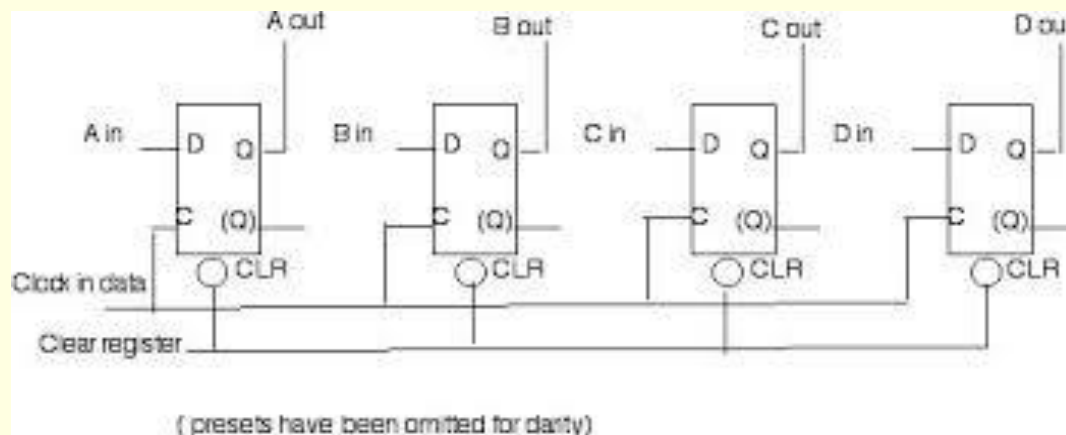 A out
B out
C out
D ou
A in
D
Q
B in
D
Q
C in
D
Q
D in
D
Q
C
(Q)
C
(Q)
C
(Q)
C
(Q)
CLR
CLR
CLR
CLR
Clock in data
Clear register
( presets have been omitted for clarity)